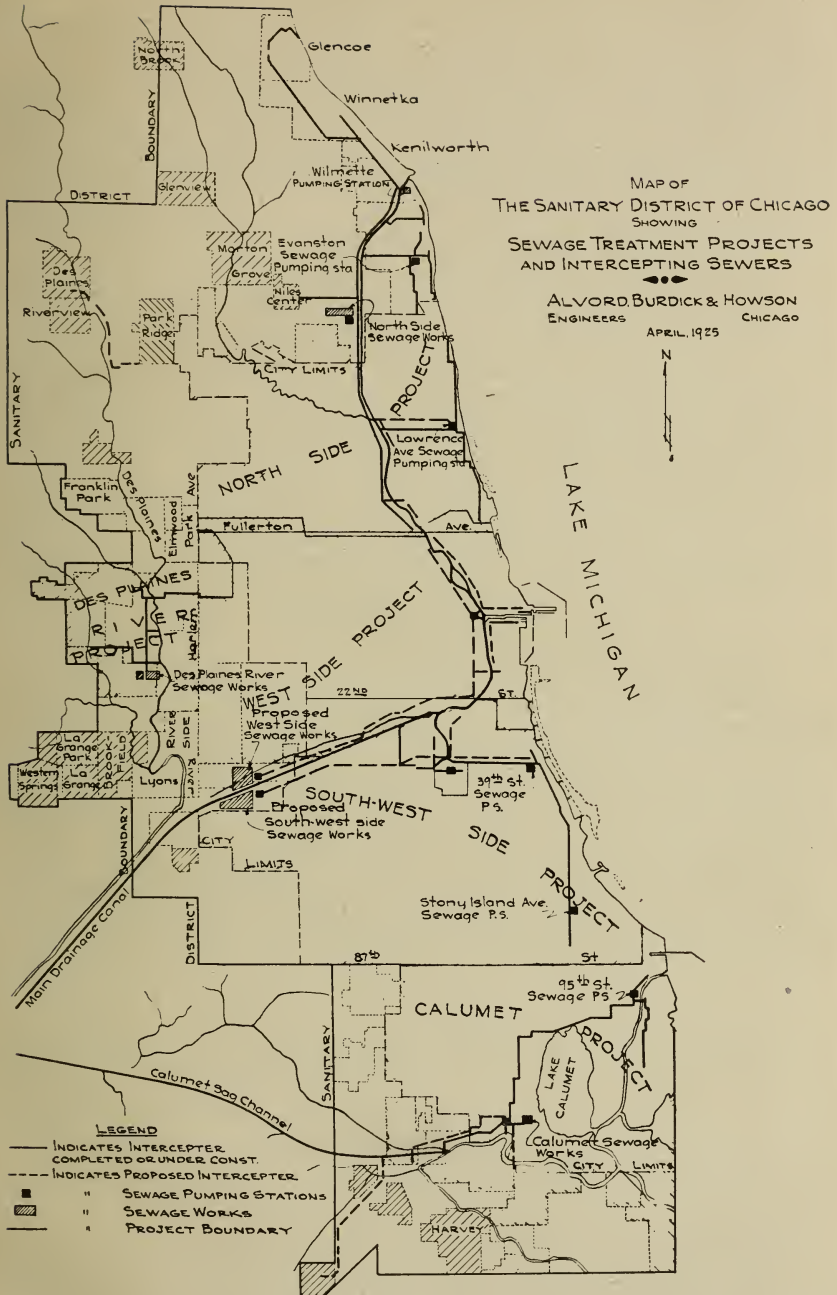 MAP OF
THE SANITARY DISTRICT OF CHICAGO
SHOWING
SEWAGE TREATMENT PROJECTS
AND INTERCEPTING SEWERS
ALVORD, BURDICK & HOWSON
ENGINEERS CHICAGO
APRIL, 1925
N
Glencoe
North
Brook
Winnetka
Kenilworth
BOUNDARY
Wilmette
PUMPING STATION
DISTRICT
Glenview
Morton
Grove
Evanston
Sewage
Pumping sta
Des
Plaines
Niles
Center
Riverview
Park
Ridge
North Side
Sewage Works
CITY LIMITS
SANITARY
NORTH SIDE PROJECT
Lawrence
Ave Sewage
Pumping sta
LAKE MICHIGAN
Franklin
Park
Des Plaines
Elmwood
Park
Ave
Fullerton Ave.
DES PLAINES
RIVER
PROJECT
Harlem
Des Plaines River
Sewage Works
WEST SIDE PROJECT
22ND ST.
Proposed
West Side
Sewage Works
RIVER
SIDE
La
Grange
Park
BROOK
FIELD
Western
Springs
La
Grange
Lyons
RIVER
39th St.
Sewage
P.S.
SOUTH-WEST SIDE PROJECT
Proposed
South-west side
Sewage Works
BOUNDARY
CITY
LIMITS
Stony Island Ave.
Sewage P.S.
Main Drainage Canal
DISTRICT
87th St
95th St.
Sewage PS
CALUMET PROJECT
SANITARY
LAKE
CALUMET
Calumet Sag Channel
Calumet Sewage
Works
CITY LIMITS
HARVEY
LEGEND
INDICATES INTERCEPTER
COMPLETED OR UNDER CONST.
INDICATES PROPOSED INTERCEPTER
" SEWAGE PUMPING STATIONS
" SEWAGE WORKS
" PROJECT BOUNDARY